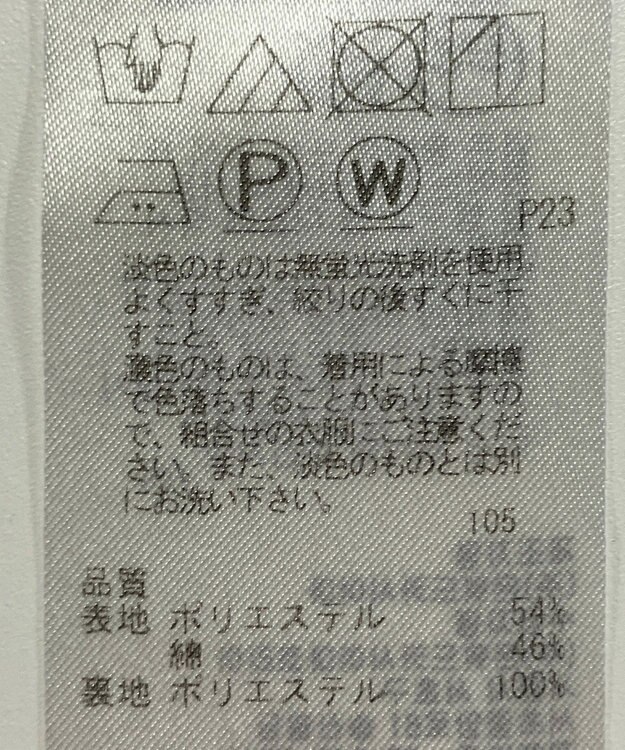 P W
P23
淡色のものは無蛍光洗剤を使用
よくすすぎ、絞りの後すぐに干
すこと。
濃色のものは、着用による摩擦
で色落ちすることがありますの
で、組合せの衣服にご注意くだ
さい。また、淡色のものとは別
にお洗い下さい。
105
品質
表地 ポリエステル 54%
綿 46%
裏地 ポリエステル 100%